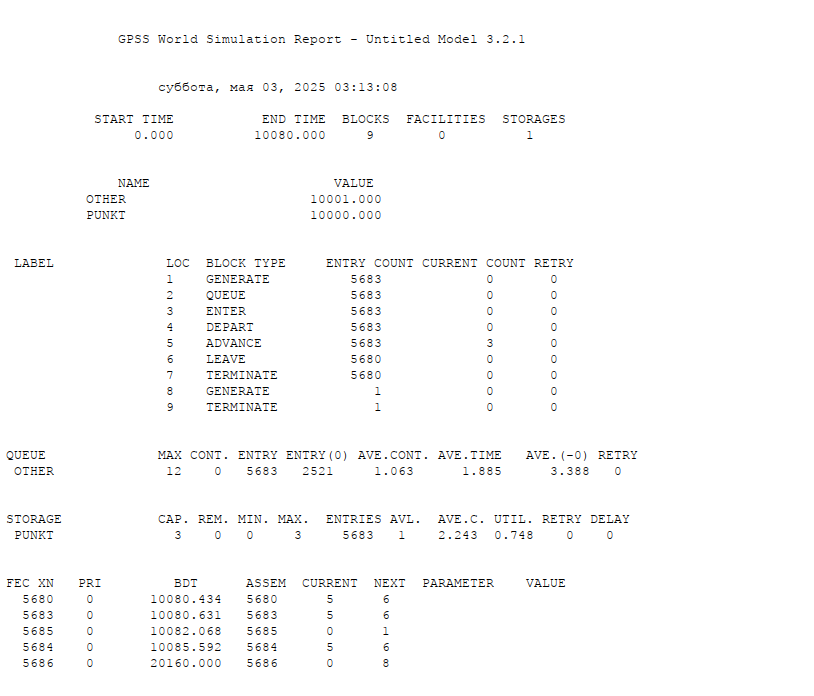 GPSS World Simulation Report - Untitled Model 3.2.1
суббота, мая 03, 2025 03:13:08
START TIME END TIME BLOCKS FACILITIES STORAGES
0.000 10080.000 9 0 1
NAME VALUE
OTHER 10001.000
PUNKT 10000.000
LABEL LOC BLOCK TYPE ENTRY COUNT CURRENT COUNT RETRY
1 GENERATE 5683 0 0
2 QUEUE 5683 0 0
3 ENTER 5683 0 0
4 DEPART 5683 0 0
5 ADVANCE 5683 3 0
6 LEAVE 5680 0 0
7 TERMINATE 5680 0 0
8 GENERATE 1 0 0
9 TERMINATE 1 0 0
QUEUE MAX CONT. ENTRY ENTRY(0) AVE.CONT. AVE.TIME AVE.(-0) RETRY
OTHER 12 0 5683 2521 1.063 1.885 3.388 0
STORAGE CAP. REM. MIN. MAX. ENTRIES AVL. AVE.C. UTIL. RETRY DELAY
PUNKT 3 0 0 3 5683 1 2.243 0.748 0 0
FEC XN PRI BDT ASSEM CURRENT NEXT PARAMETER VALUE
5680 0 10080.434 5680 5 6
5683 0 10080.631 5683 5 6
5685 0 10082.068 5685 0 1
5684 0 10085.592 5684 5 6
5686 0 20160.000 5686 0 8